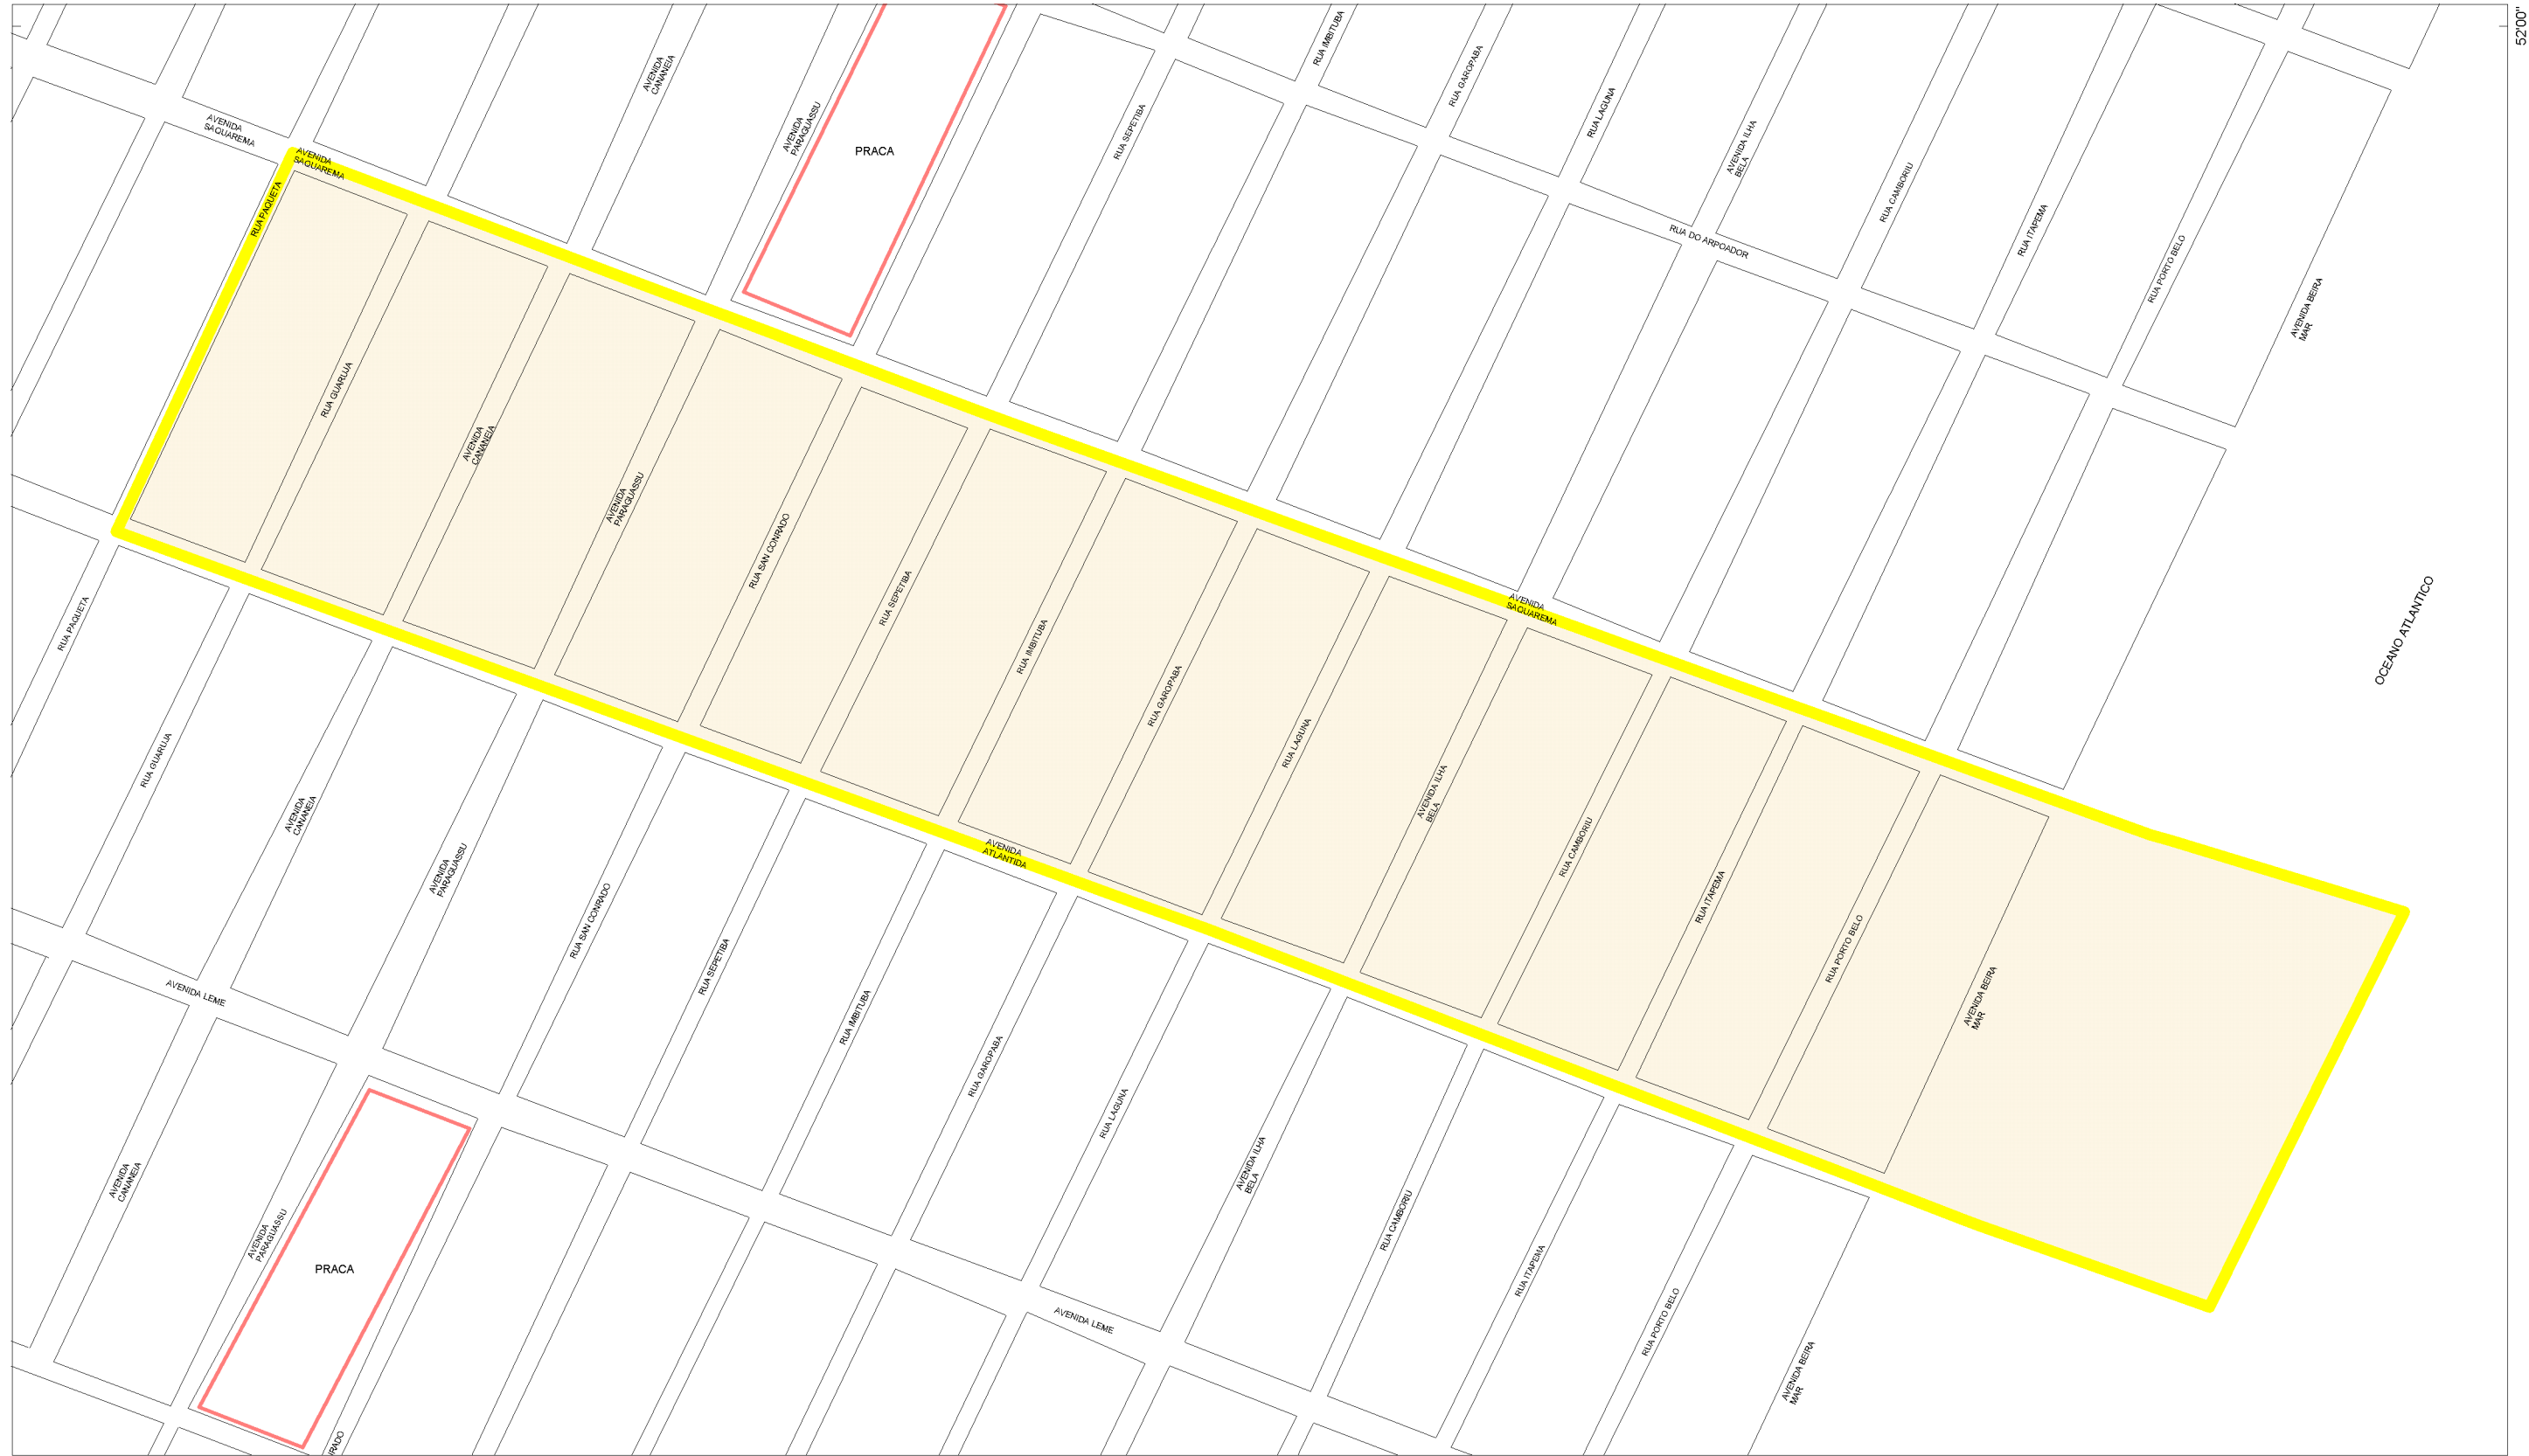 52'00"
RUA IMBITUBA
AVENIDA
CANANEIA
RUA GAROPABA
RUA LAGUNA
AVENIDA
PARAGUASSU
PRACA
RUA SEPETIBA
AVENIDA
SAQUAREMA
AVENIDA ILHA
BELA
AVENIDA
SAQUAREMA
RUA CAMBORIU
RUA PAQUETA
RUA ITAPEMA
RUA DO ARPOADOR
RUA PORTO BELO
AVENIDA BEIRA
MAR
RUA GUARUJA
AVENIDA
CANANEIA
AVENIDA
PARAGUASSU
RUA SAN CONRADO
RUA SEPETIBA
AVENIDA
SAQUAREMA
OCEANO ATLANTICO
RUA PAQUETA
RUA IMBITUBA
RUA GAROPABA
RUA LAGUNA
RUA GUARUJA
AVENIDA ILHA
BELA
AVENIDA
CANANEIA
RUA CAMBORIU
AVENIDA
ATLANTIDA
AVENIDA
PARAGUASSU
RUA ITAPEMA
RUA SAN CONRADO
RUA PORTO BELO
RUA SEPETIBA
AVENIDA LEME
AVENIDA BEIRA
MAR
RUA IMBITUBA
RUA GAROPABA
RUA LAGUNA
AVENIDA ILHA
BELA
AVENIDA
CANANEIA
RUA CAMBORIU
AVENIDA
PARAGUASSU
PRACA
RUA ITAPEMA
AVENIDA LEME
RUA PORTO BELO
AVENIDA BEIRA
MAR
RADO